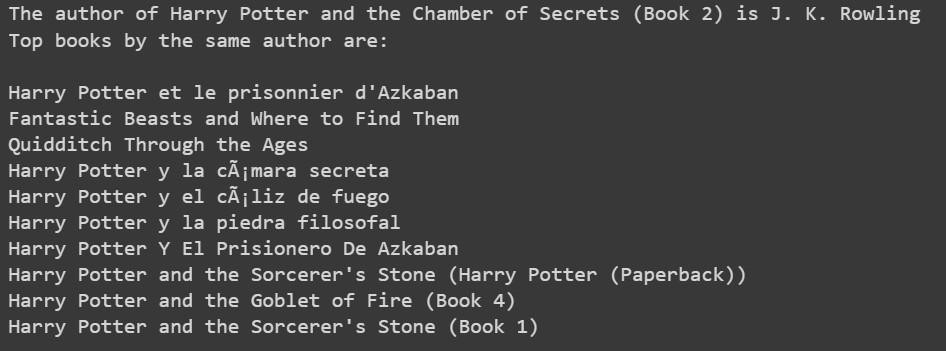 The author of Harry Potter and the Chamber of Secrets (Book 2) is J. K. Rowling
Top books by the same author are:
Harry Potter et le prisonnier d'Azkaban
Fantastic Beasts and Where to Find Them
Quidditch Through the Ages
Harry Potter y la cÃ¡mara secreta
Harry Potter y el cÃ¡liz de fuego
Harry Potter y la piedra filosofal
Harry Potter Y El Prisionero De Azkaban
Harry Potter and the Sorcerer's Stone (Harry Potter (Paperback))
Harry Potter and the Goblet of Fire (Book 4)
Harry Potter and the Sorcerer's Stone (Book 1)